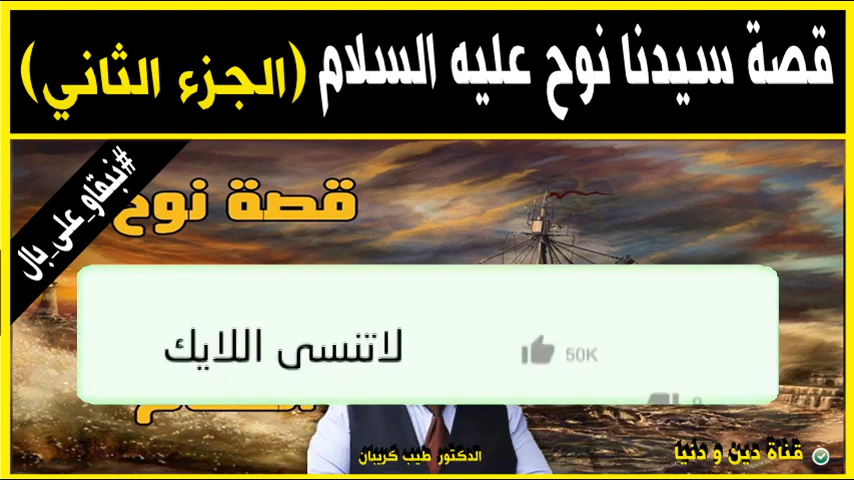 قصة سيدنا نوح عليه السلام (الجزء الثاني)
#نبقاو_على_بال
قصة نوح
لاتنسى اللايك
50K
الدكتور طيب كريبان
قناة دين و دنيا